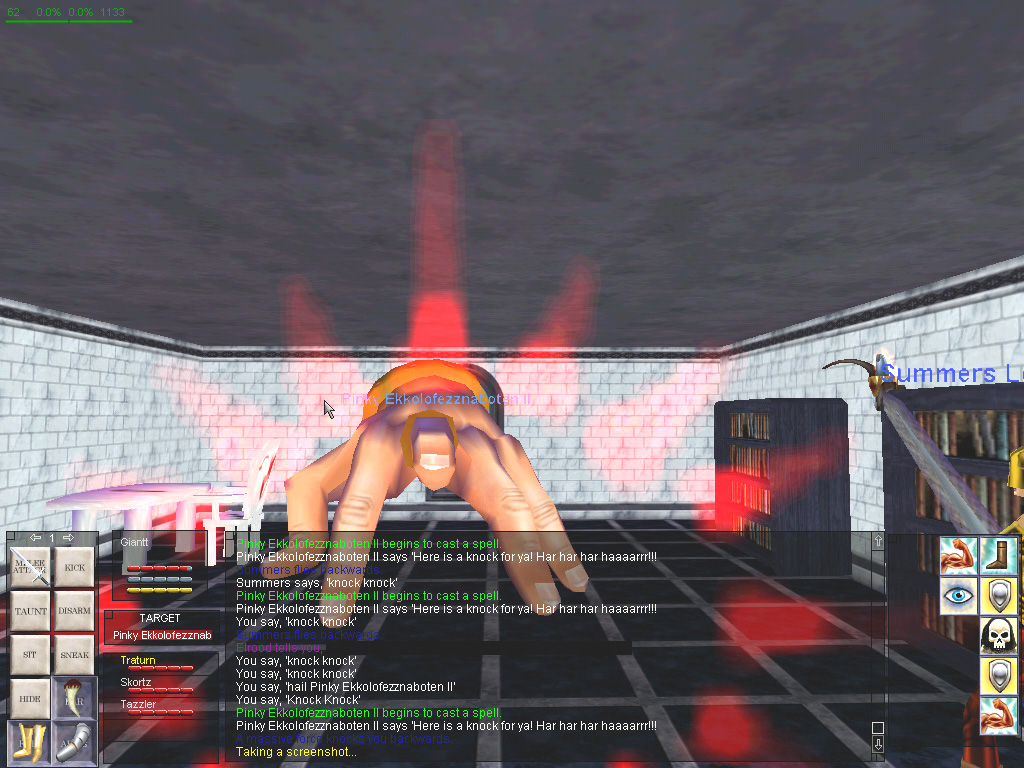 62 0.0% 0.0% 1133
Pinky Ekkolofezznaboten II
Summers L
1
MELEE ATTACK
KICK
TAUNT
DISARM
SIT
SNEAK
HIDE
Giantt
TARGET
Pinky Ekkolofezznab
Traturn
Skortz
Tazzler
Pinky Ekkolofezznaboten II begins to cast a spell.
Pinky Ekkolofezznaboten II says 'Here is a knock for ya! Har har har haaaarrr!!!
Summers flies backwards.
Summers says, 'knock knock'
Pinky Ekkolofezznaboten II begins to cast a spell.
Pinky Ekkolofezznaboten II says 'Here is a knock for ya! Har har har haaaarrr!!!
You say, 'knock knock'
Summers flies backwards.
Elrood tells you,
You say, 'knock knock'
You say, 'knock knock'
You say, 'hail Pinky Ekkolofezznaboten II'
You say, 'Knock Knock'
Pinky Ekkolofezznaboten II begins to cast a spell.
Pinky Ekkolofezznaboten II says 'Here is a knock for ya! Har har har haaaarrr!!!
knocks you backwards.
Taking a screenshot...